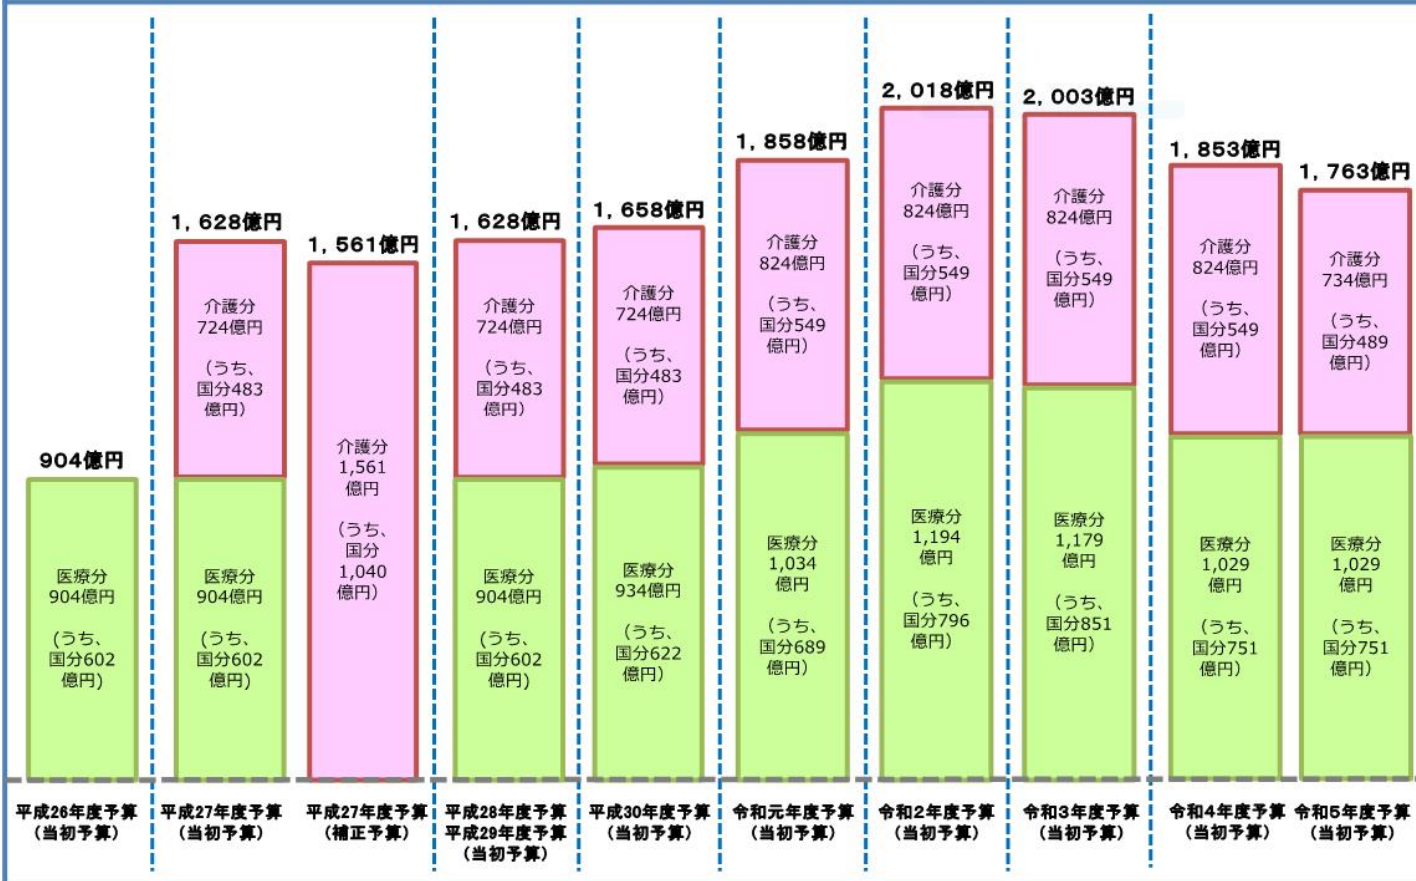 904億円
医療分
904億円
(うち、
国分602
億円)
平成26年度予算
(当初予算)
1,628億円
介護分
724億円
(うち、
国分483
億円)
医療分
904億円
(うち、
国分602
億円)
平成27年度予算
(当初予算)
1,561億円
介護分
1,561
億円
(うち、
国分
1,040
億円)
平成27年度予算
(補正予算)
1,628億円
介護分
724億円
(うち、
国分483
億円)
医療分
904億円
(うち、
国分602
億円)
平成28年度予算
平成29年度予算
(当初予算)
1,658億円
介護分
724億円
(うち、
国分483
億円)
医療分
934億円
(うち、
国分622
億円)
平成30年度予算
(当初予算)
1,858億円
介護分
824億円
(うち、
国分549
億円)
医療分
1,034
億円
(うち、
国分689
億円)
令和元年度予算
(当初予算)
2,018億円
介護分
824億円
(うち、
国分549
億円)
医療分
1,194
億円
(うち、
国分796
億円)
令和2年度予算
(当初予算)
2,003億円
介護分
824億円
(うち、
国分549
億円)
医療分
1,179
億円
(うち、
国分851
億円)
令和3年度予算
(当初予算)
1,853億円
介護分
824億円
(うち、
国分549
億円)
医療分
1,029
億円
(うち、
国分751
億円)
令和4年度予算
(当初予算)
1,763億円
介護分
734億円
(うち、
国分489
億円)
医療分
1,029
億円
(うち、
国分751
億円)
令和5年度予算
(当初予算)